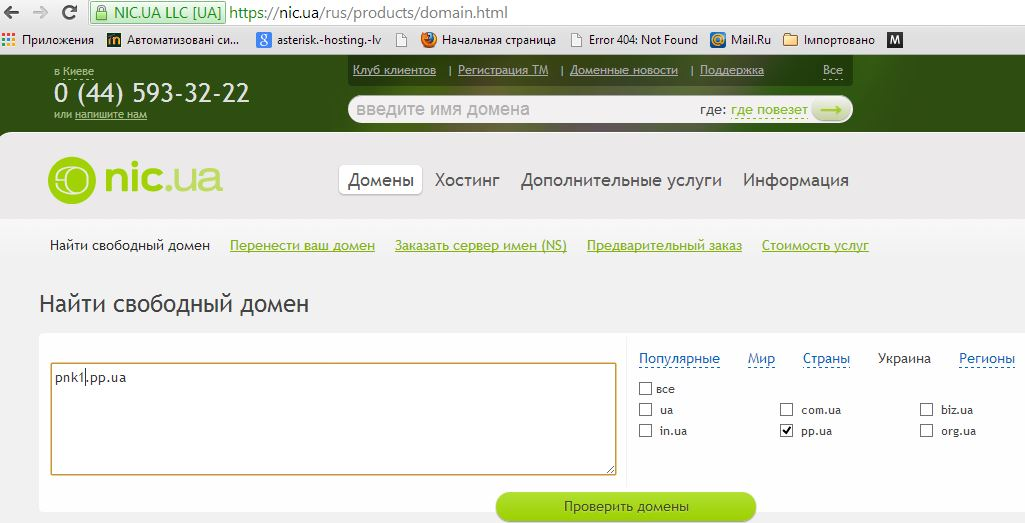 NIC.UA LLC [UA] https://nic.ua/rus/products/domain.html
Приложения Автоматизовані си... asterisk.-hosting.-lv Начальная страница Error 404: Not Found Mail.Ru Імпортовано M
в Киеве Клуб клиентов | Регистрация ТМ | Доменные новости | Поддержка Все
0 (44) 593-32-22
или напишите нам
введите имя домена где: где повезет
nic.ua Домены Хостинг Дополнительные услуги Информация
Найти свободный домен Перенести ваш домен Заказать сервер имен (NS) Предварительный заказ Стоимость услуг
Найти свободный домен
Популярные Мир Страны Украина Регионы
pnk1.pp.ua
все
ua com.ua biz.ua
in.ua pp.ua org.ua
Проверить домены